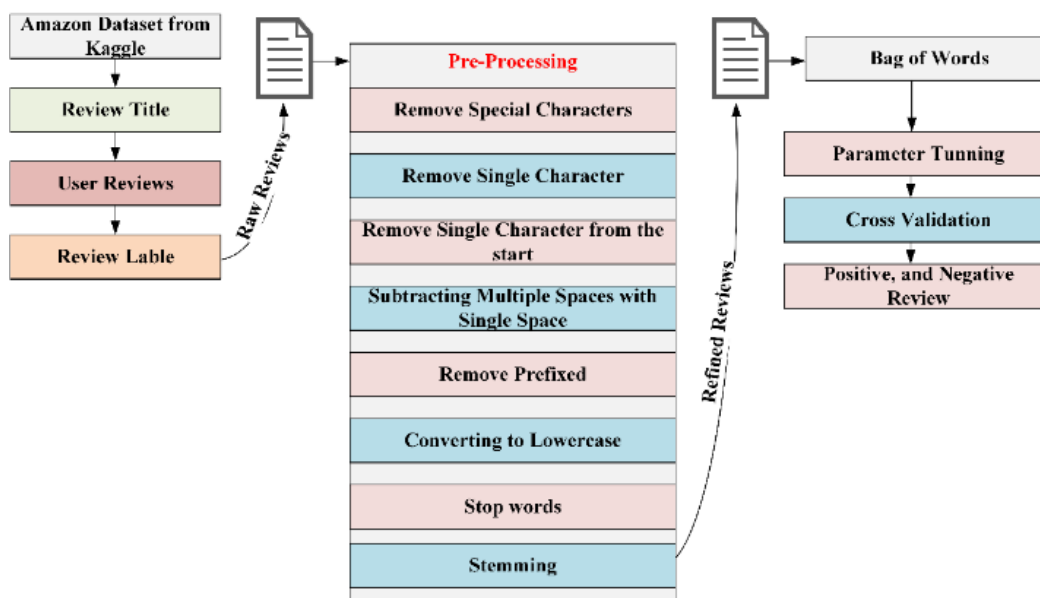 Amazon Dataset from
Kaggle
Review Title
User Reviews
Review Lable
Raw Reviews
Pre-Processing
Remove Special Characters
Remove Single Character
Remove Single Character from the
start
Subtracting Multiple Spaces with
Single Space
Remove Prefixed
Converting to Lowercase
Stop words
Stemming
Refined Reviews
Bag of Words
Parameter Tunning
Cross Validation
Positive, and Negative
Review